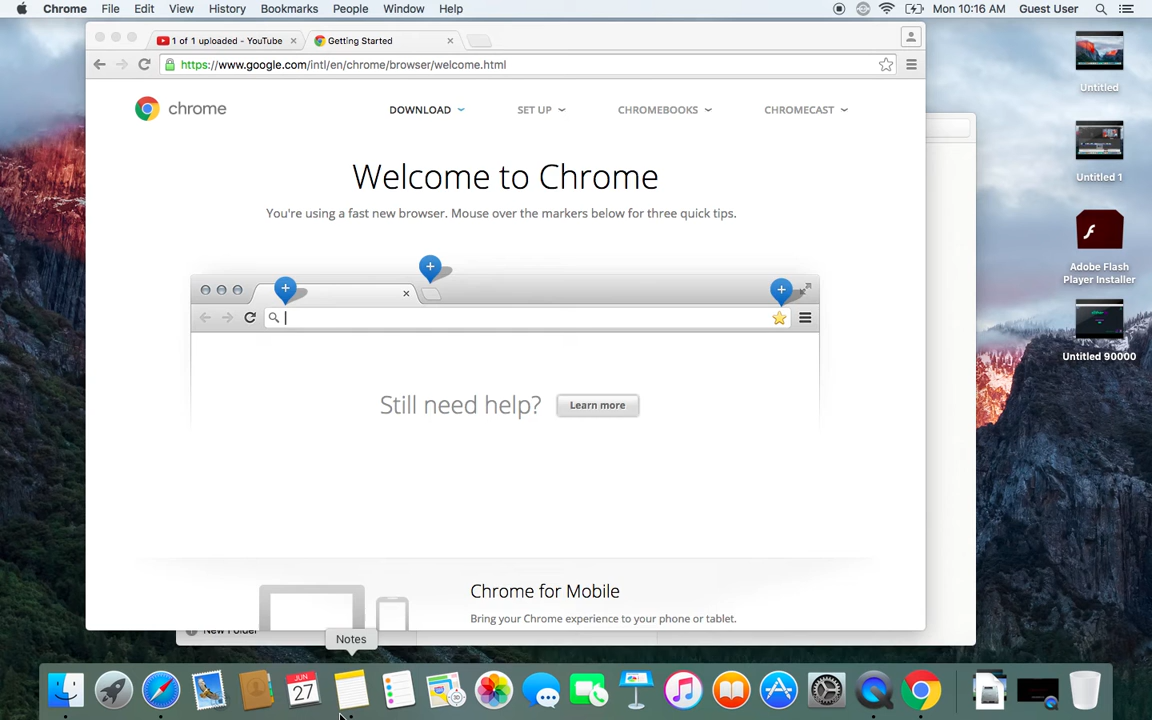 Chrome File Edit View History Bookmarks People Window Help Mon 10:16 AM Guest User
1 of 1 uploaded - YouTube Getting Started
https://www.google.com/intl/en/chrome/browser/welcome.html
chrome DOWNLOAD SET UP CHROMEBOOKS CHROMECAST
Welcome to Chrome
You're using a fast new browser. Mouse over the markers below for three quick tips.
Still need help? Learn more
Chrome for Mobile
Bring your Chrome experience to your phone or tablet.
New Folder
Untitled
Untitled 1
Adobe Flash
Player Installer
Untitled 90000
Notes
JUN
27